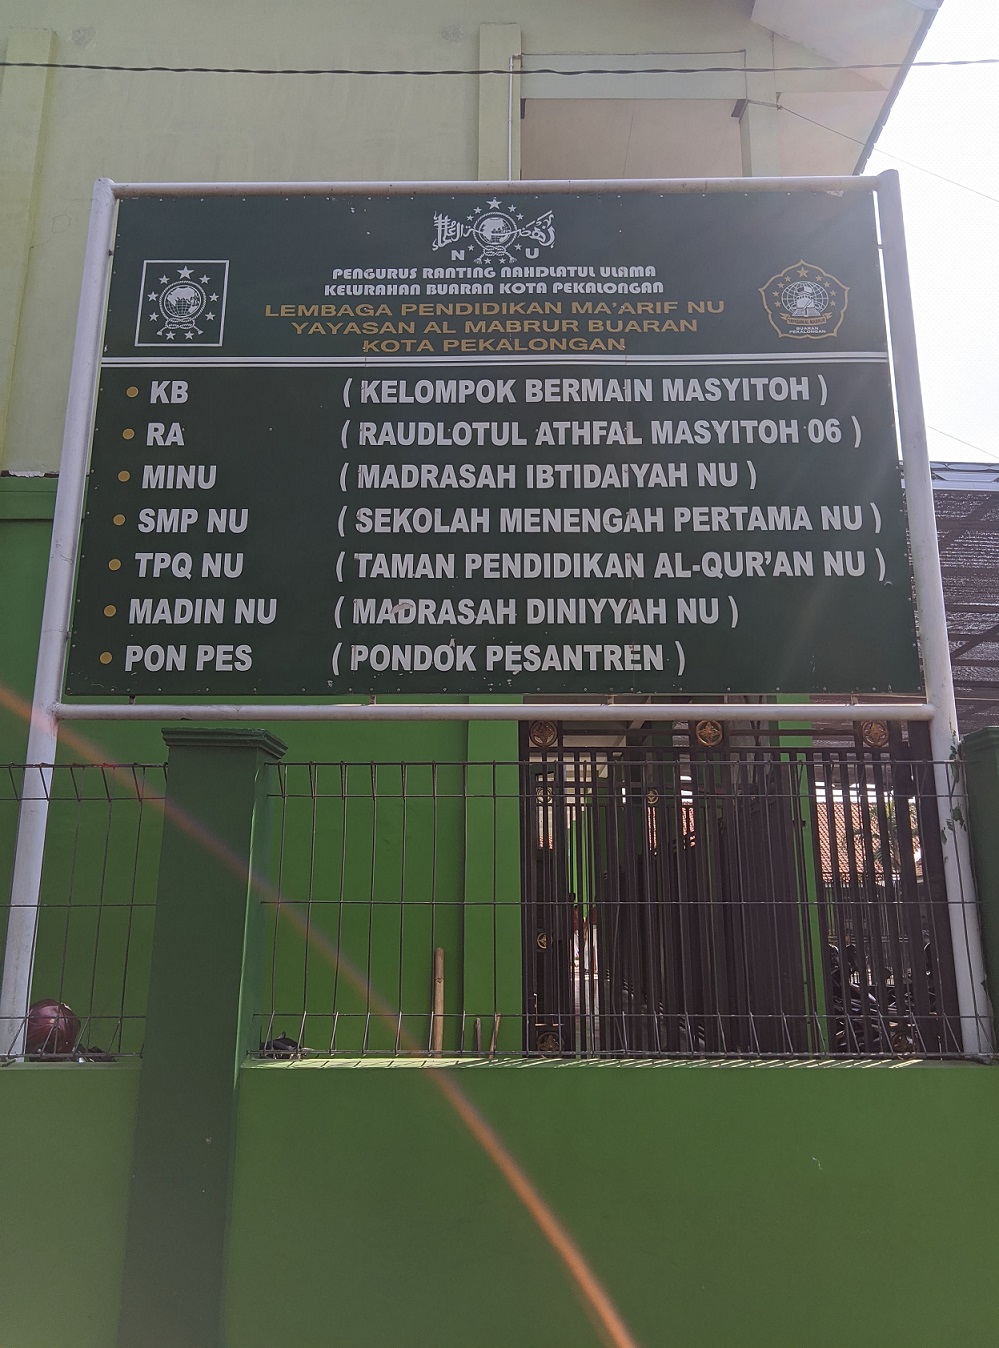 N U
PENGURUS RANTING NAHDLATUL ULAMA
KELURAHAN BUARAN KOTA PEKALONGAN
LEMBAGA PENDIDIKAN MA'ARIF NU
YAYASAN AL MABRUR BUARAN
KOTA PEKALONGAN
BUARAN
PEKALONGAN
KB ( KELOMPOK BERMAIN MASYITOH )
RA ( RAUDLOTUL ATHFAL MASYITOH 06 )
MINU ( MADRASAH IBTIDAIYAH NU )
SMP NU ( SEKOLAH MENENGAH PERTAMA NU )
TPQ NU ( TAMAN PENDIDIKAN AL-QUR'AN NU )
MADIN NU ( MADRASAH DINIYYAH NU )
PON PES ( PONDOK PESANTREN )